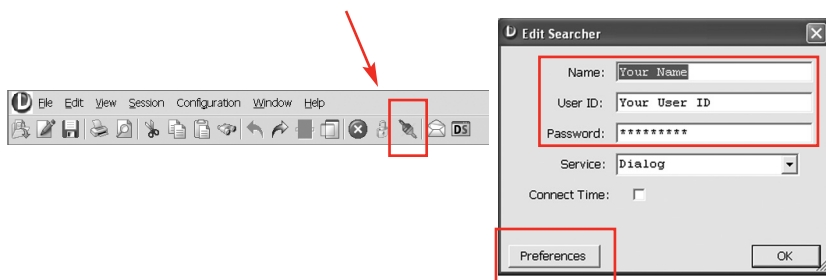 File Edit View Session Configuration Window Help
DS
Edit Searcher
Name: Your Name
User ID: Your User ID
Password: *********
Service: Dialog
Connect Time:
Preferences OK